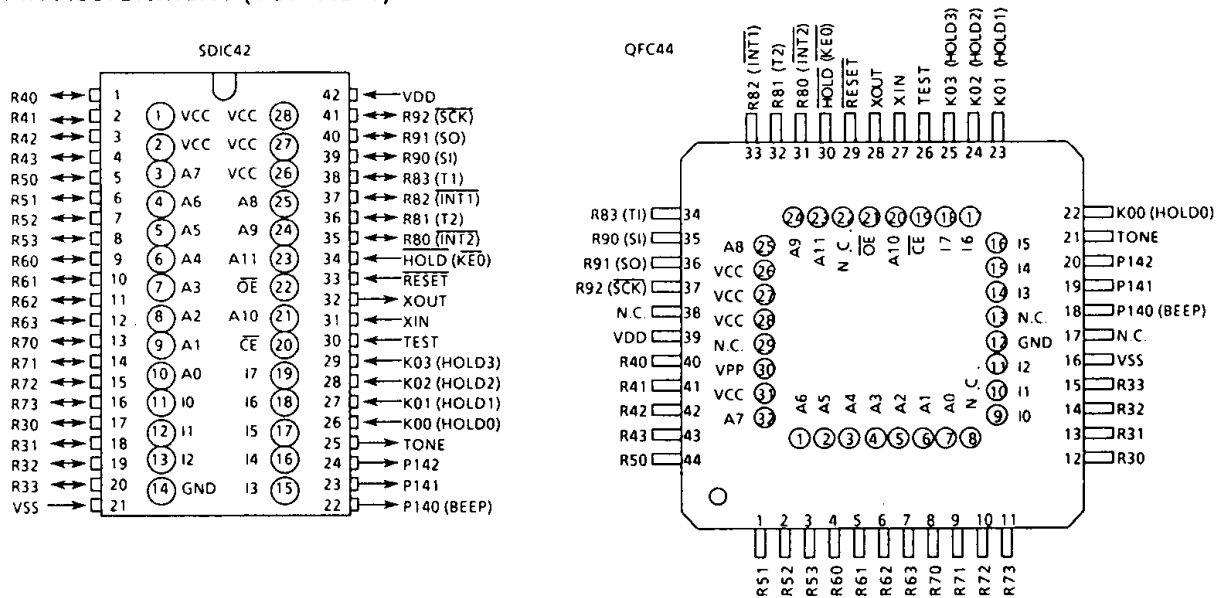 SDIC42
R40 1 42 VDD
R41 2 1 VCC VCC 28 41 R92 (SCK)
R42 3 2 VCC VCC 27 40 R91 (SO)
R43 4 3 A7 VCC 26 39 R90 (SI)
R50 5 38 R83 (T1)
R51 6 4 A6 A8 25 37 R82 (INT1)
R52 7 5 A5 A9 24 36 R81 (T2)
R53 8 35 R80 (INT2)
R60 9 6 A4 A11 23 34 HOLD (KE0)
R61 10 7 A3 OE 22 33 RESET
R62 11 32 XOUT
R63 12 8 A2 A10 21 31 XIN
R70 13 9 A1 CE 20 30 TEST
R71 14 29 K03 (HOLD3)
R72 15 10 A0 I7 19 28 K02 (HOLD2)
R73 16 11 I0 I6 18 27 K01 (HOLD1)
R30 17 26 K00 (HOLD0)
R31 18 12 I1 I5 17 25 TONE
R32 19 13 I2 I4 16 24 P142
R33 20 14 GND I3 15 23 P141
VSS 21 22 P140 (BEEP)
QFC44
R82 (INT1)
R81 (T2)
R80 (INT2)
HOLD (KE0)
RESET
XOUT
XIN
TEST
K03 (HOLD3)
K02 (HOLD2)
K01 (HOLD1)
33 32 31 30 29 28 27 26 25 24 23
R83 (TI) 34
R90 (SI) 35
R91 (SO) 36
R92 (SCK) 37
N.C. 38
VDD 39
R40 40
R41 41
R42 42
R43 43
R50 44
24 23 22 21 20 19 18 17
A9 A11 N.C. OE A10 CE I7 I6
A8 25
VCC 26
VCC 27
VCC 28
N.C. 29
VPP 30
VCC 31
A7 32
16 I5
15 I4
14 I3
13 N.C.
12 GND
11 I2
10 I1
9 I0
A6 A5 A4 A3 A2 A1 A0 N.C.
1 2 3 4 5 6 7 8
22 K00 (HOLD0)
21 TONE
20 P142
19 P141
18 P140 (BEEP)
17 N.C.
16 VSS
15 R33
14 R32
13 R31
12 R30
1 2 3 4 5 6 7 8 9 10 11
R51 R52 R53 R60 R61 R62 R63 R70 R71 R72 R73